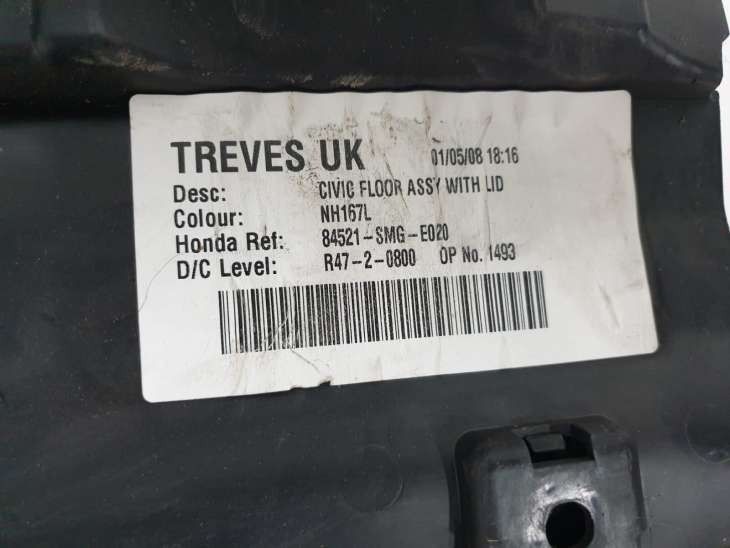 TREVES UK 01/05/08 18:16
Desc: CIVIC FLOOR ASSY WITH LID
Colour: NH167L
Honda Ref: 84521-SMG-E020
D/C Level: R47-2-0800 OP No. 1493